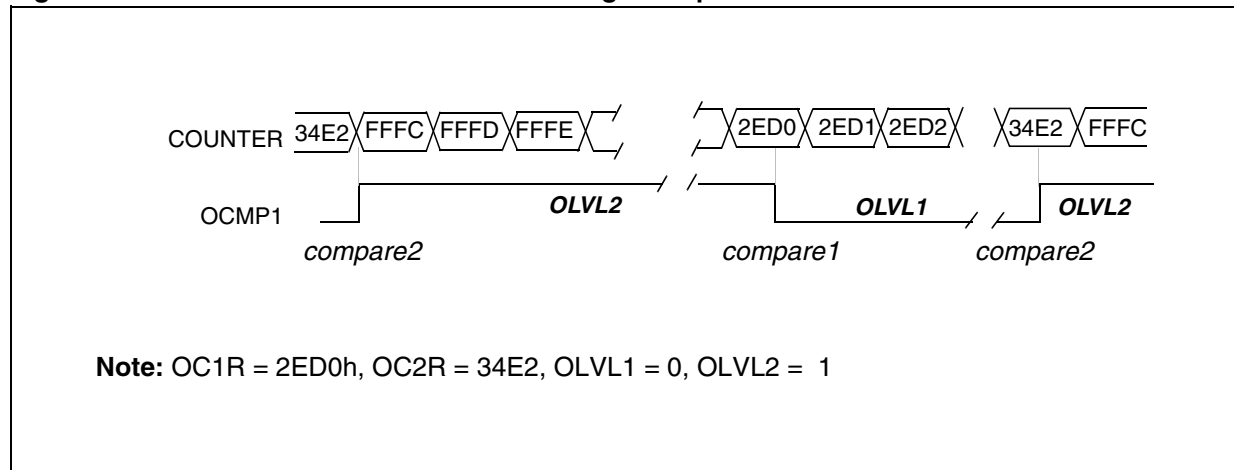 COUNTER 34E2 FFFC FFFD FFFE 2ED0 2ED1 2ED2 34E2 FFFC
OCMP1 OLVL2 OLVL1 OLVL2
compare2 compare1 compare2
Note: OC1R = 2ED0h, OC2R = 34E2, OLVL1 = 0, OLVL2 = 1